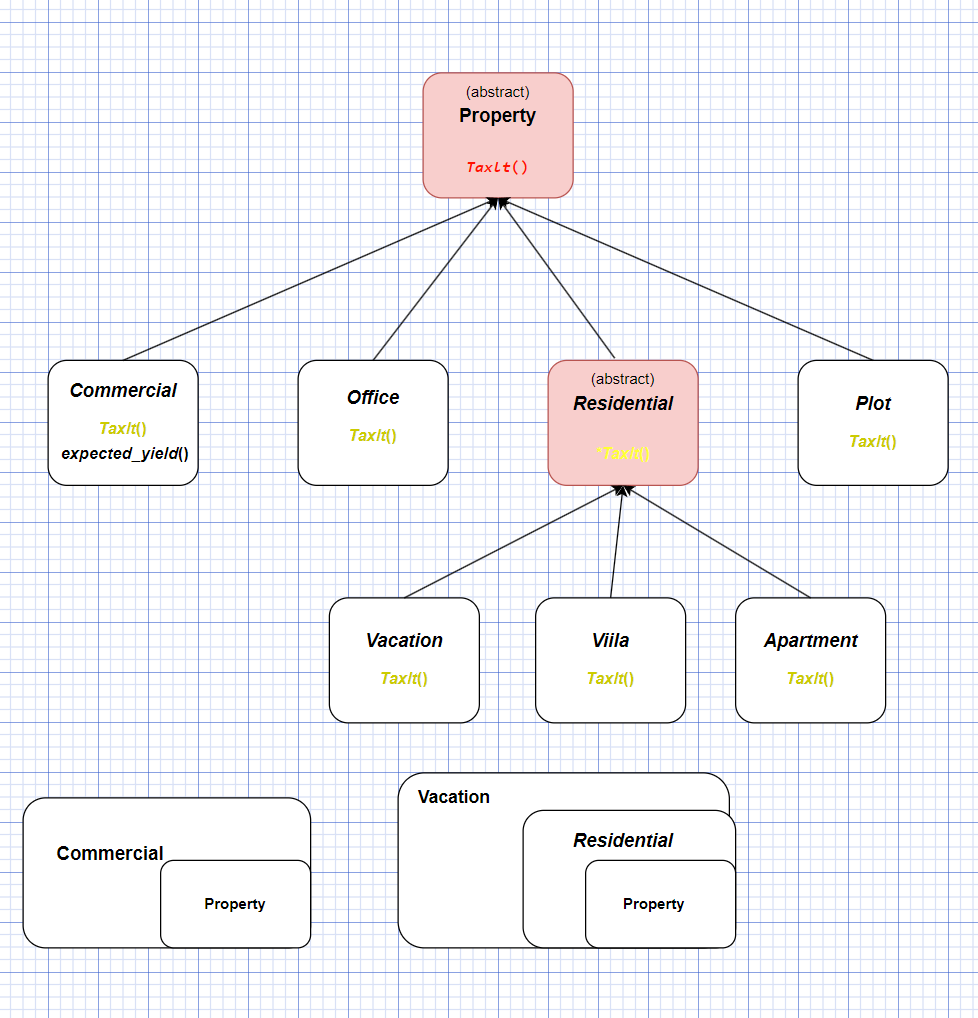 (abstract)
Property
TaxIt()
Commercial
TaxIt()
expected_yield()
Office
TaxIt()
(abstract)
Residential
*TaxIt()
Plot
TaxIt()
Vacation
TaxIt()
Viila
TaxIt()
Apartment
TaxIt()
Commercial
Property
Vacation
Residential
Property